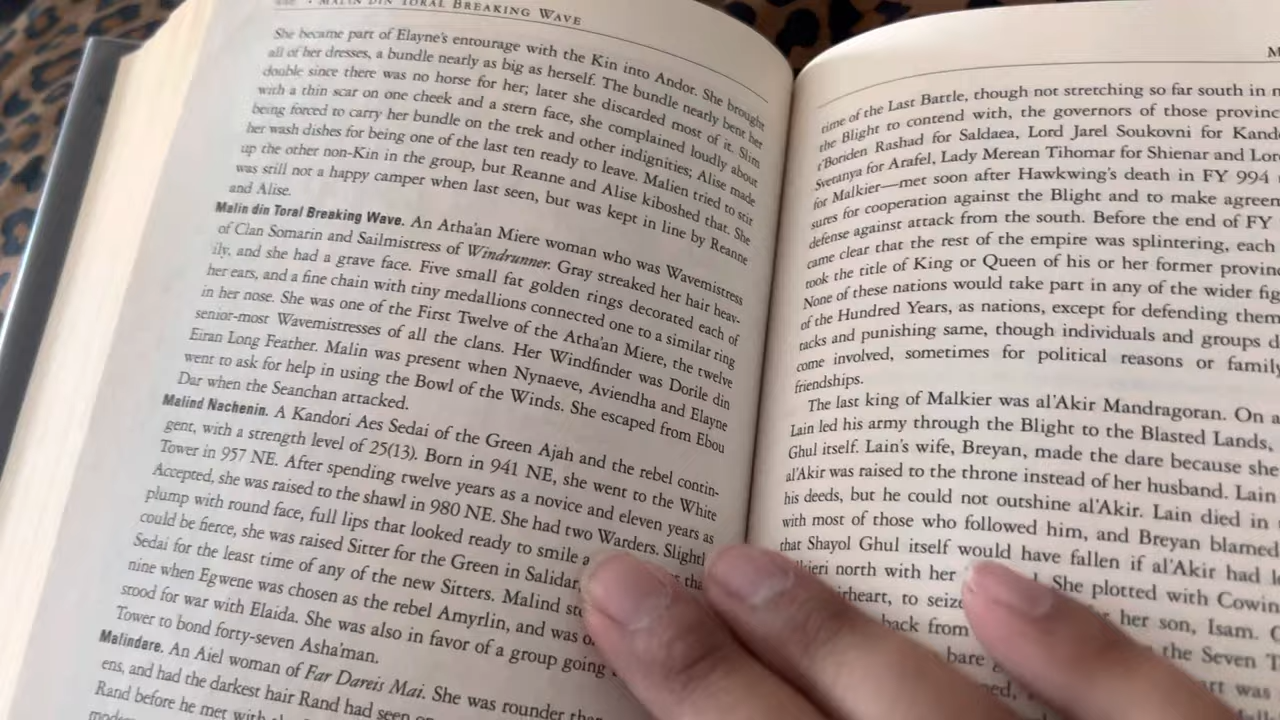 MALIN DIN TORAL BREAKING WAVE
She became part of Elayne's entourage with the Kin into Andor. She brought
all of her dresses, a bundle nearly as big as herself. The bundle nearly bent her
double since there was no horse for her; later she discarded most of it. Slim
with a thin scar on one cheek and a stern face, she complained loudly about
being forced to carry her bundle on the trek and other indignities; Alise made
her wash dishes for being one of the last ten ready to leave. Malien tried to stir
up the other non-Kin in the group, but Reanne and Alise kiboshed that. She
was still not a happy camper when last seen, but was kept in line by Reanne
and Alise.
Malin din Toral Breaking Wave. An Atha'an Miere woman who was Wavemistress
of Clan Somarin and Sailmistress of Windrunner. Gray streaked her hair heav-
ily, and she had a grave face. Five small fat golden rings decorated each of
her ears, and a fine chain with tiny medallions connected one to a similar ring
in her nose. She was one of the First Twelve of the Atha'an Miere, the twelve
senior-most Wavemistresses of all the clans. Her Windfinder was Dorile din
Eiran Long Feather. Malin was present when Nynaeve, Aviendha and Elayne
went to ask for help in using the Bowl of the Winds. She escaped from Ebou
Dar when the Seanchan attacked.
Malind Nachenin. A Kandori Aes Sedai of the Green Ajah and the rebel contin-
gent, with a strength level of 25(13). Born in 941 NE, she went to the White
Tower in 957 NE. After spending twelve years as a novice and eleven years as
Accepted, she was raised to the shawl in 980 NE. She had two Warders. Slightl
plump with round face, full lips that looked ready to smile a
could be fierce, she was raised Sitter for the Green in Salidar
Sedai for the least time of any of the new Sitters. Malind
nine when Egwene was chosen as the rebel Amyrlin, and was
stood for war with Elaida. She was also in favor of a group going
Tower to bond forty-seven Asha'man.
Malindare. An Aiel woman of Far Dareis Mai. She was rounder than
ens, and had the darkest hair Rand had seen
Rand before he met with
M
time of the Last Battle, though not stretching so far south in
the Blight to contend with, the governors of those provinc
t'Boriden Rashad for Saldaea, Lord Jarel Soukovni for Kand
Svetanya for Arafel, Lady Merean Tihomar for Shienar and Lor
for Malkier—met soon after Hawkwing's death in FY 994
sures for cooperation against the Blight and to make agreem
defense against attack from the south. Before the end of FY
came clear that the rest of the empire was splintering, each
took the title of King or Queen of his or her former provin
None of these nations would take part in any of the wider fig
of the Hundred Years, as nations, except for defending them
tacks and punishing same, though individuals and groups d
come involved, sometimes for political reasons or family
friendships.
The last king of Malkier was al'Akir Mandragoran. On a
Lain led his army through the Blight to the Blasted Lands,
Ghul itself. Lain's wife, Breyan, made the dare because she
al'Akir was raised to the throne instead of her husband. Lain
his deeds, but he could not outshine al'Akir. Lain died in
with most of those who followed him, and Breyan blamed
that Shayol Ghul itself would have fallen if al'Akir had
kieri north with her She plotted with Cowin
irheart, to seize her son, Isam.
back from the Seven T
bare